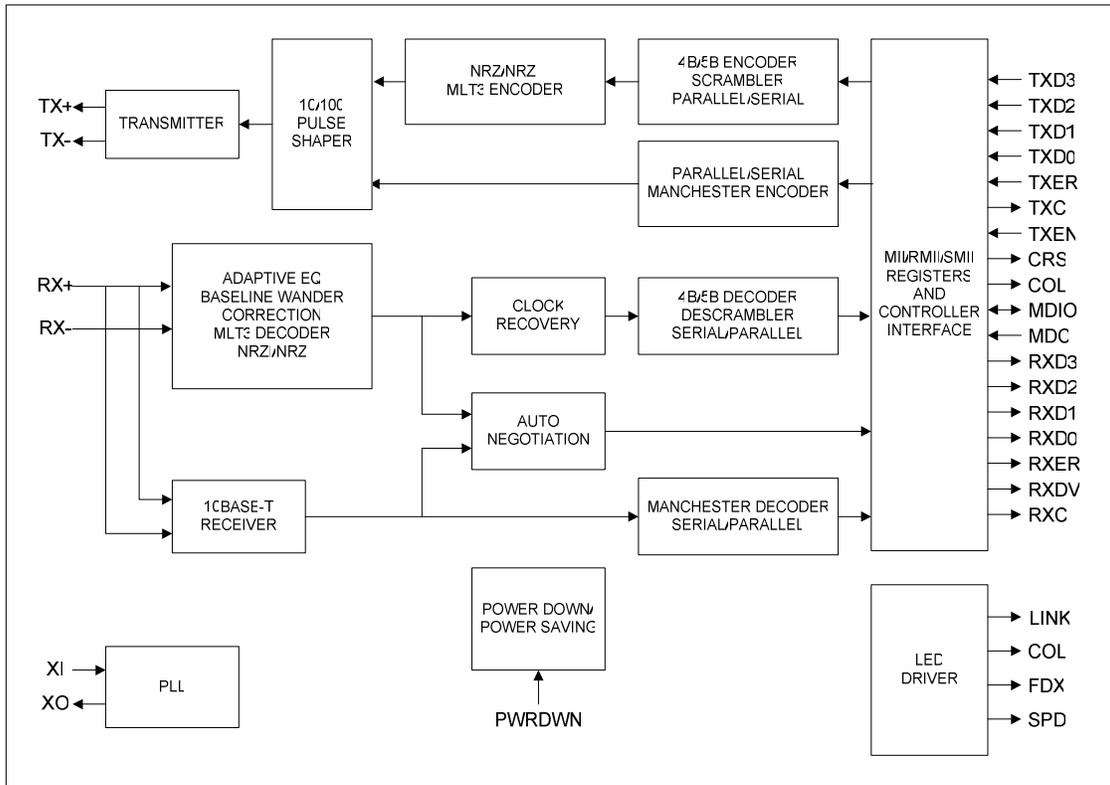 TX+
TX-
TRANSMITTER
10/100
PULSE
SHAPER
NRZ/NRZ
MLT3 ENCODER
4B/5B ENCODER
SCRAMBLER
PARALLEL/SERIAL
PARALLEL/SERIAL
MANCHESTER ENCODER
RX+
RX-
ADAPTIVE EQ
BASELINE WANDER
CORRECTION
MLT3 DECODER
NRZ/NRZ
CLOCK
RECOVERY
4B/5B DECODER
DESCRAMBLER
SERIAL/PARALLEL
AUTO
NEGOTIATION
10BASE-T
RECEIVER
MANCHESTER DECODER
SERIAL/PARALLEL
MII/RMII/SMII
REGISTERS
AND
CONTROLLER
INTERFACE
TXD3
TXD2
TXD1
TXD0
TXER
TXC
TXEN
CRS
COL
MDIO
MDC
RXD3
RXD2
RXD1
RXD0
RXER
RXDV
RXC
XI
XO
PLL
POWER DOWN/
POWER SAVING
PWRDWN
LED
DRIVER
LINK
COL
FDX
SPD